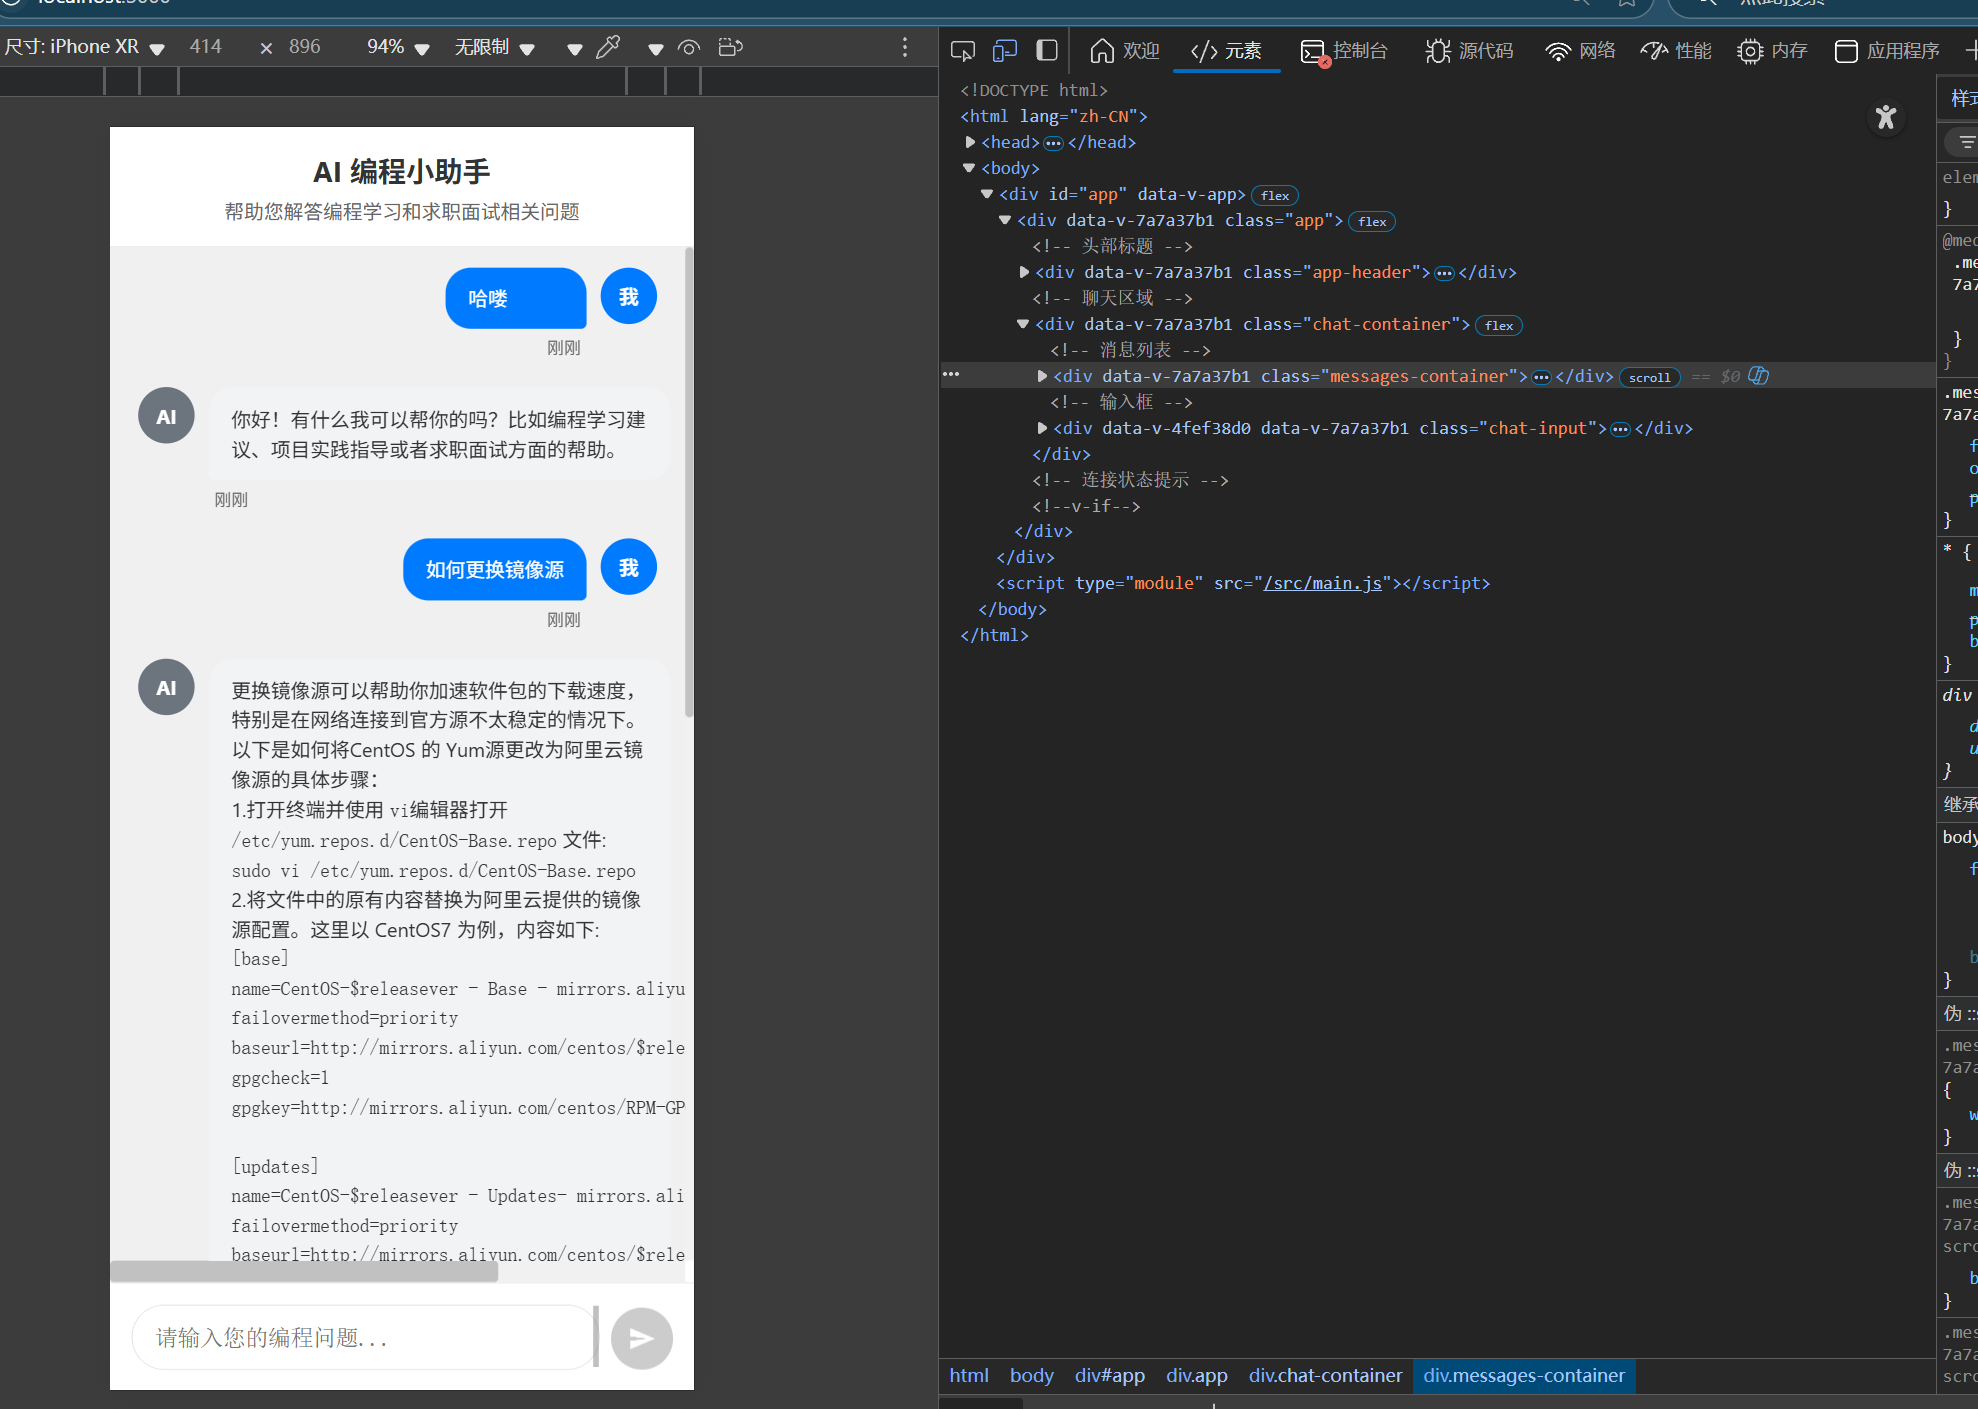 尺寸: iPhone XR 414 × 896 94% 无限制
AI 编程小助手
帮助您解答编程学习和求职面试相关问题
哈喽
我
刚刚
AI
你好！有什么我可以帮你的吗？比如编程学习建
议、项目实践指导或者求职面试方面的帮助。
刚刚
如何更换镜像源
我
刚刚
AI
更换镜像源可以帮助你加速软件包的下载速度，
特别是在网络连接到官方源不太稳定的情况下。
以下是如何将CentOS 的 Yum源更改为阿里云镜
像源的具体步骤：
1.打开终端并使用 vi编辑器打开
/etc/yum.repos.d/CentOS-Base.repo 文件:
sudo vi /etc/yum.repos.d/CentOS-Base.repo
2.将文件中的原有内容替换为阿里云提供的镜像
源配置。这里以 CentOS7 为例，内容如下:
[base]
name=CentOS-$releasever - Base - mirrors.aliyu
failovermethod=priority
baseurl=http://mirrors.aliyun.com/centos/$rele
gpgcheck=1
gpgkey=http://mirrors.aliyun.com/centos/RPM-GP
[updates]
name=CentOS-$releasever - Updates- mirrors.ali
failovermethod=priority
baseurl=http://mirrors.aliyun.com/centos/$rele
请输入您的编程问题...
欢迎 </> 元素 控制台 源代码 网络 性能 内存 应用程序
<!DOCTYPE html>
<html lang="zh-CN">
<head>···</head>
<body>
<div id="app" data-v-app> flex
<div data-v-7a7a37b1 class="app"> flex
<!-- 头部标题 -->
<div data-v-7a7a37b1 class="app-header">···</div>
<!-- 聊天区域 -->
<div data-v-7a7a37b1 class="chat-container"> flex
<!-- 消息列表 -->
<div data-v-7a7a37b1 class="messages-container">···</div> scroll == $0
<!-- 输入框 -->
<div data-v-4fef38d0 data-v-7a7a37b1 class="chat-input">···</div>
</div>
<!-- 连接状态提示 -->
<!--v-if-->
</div>
</div>
<script type="module" src="/src/main.js"></script>
</body>
</html>
html body div#app div.app div.chat-container div.messages-container
elem
}
@med
.me
7a7
}
}
.mes
7a7a
f
o
p
}
* {
m
p
b
}
div
d
u
}
继承
body
f
b
}
伪 ::
.mes
7a7a
{
w
}
伪 ::
.mes
7a7a
scro
b
}
.mes
7a7a
scro